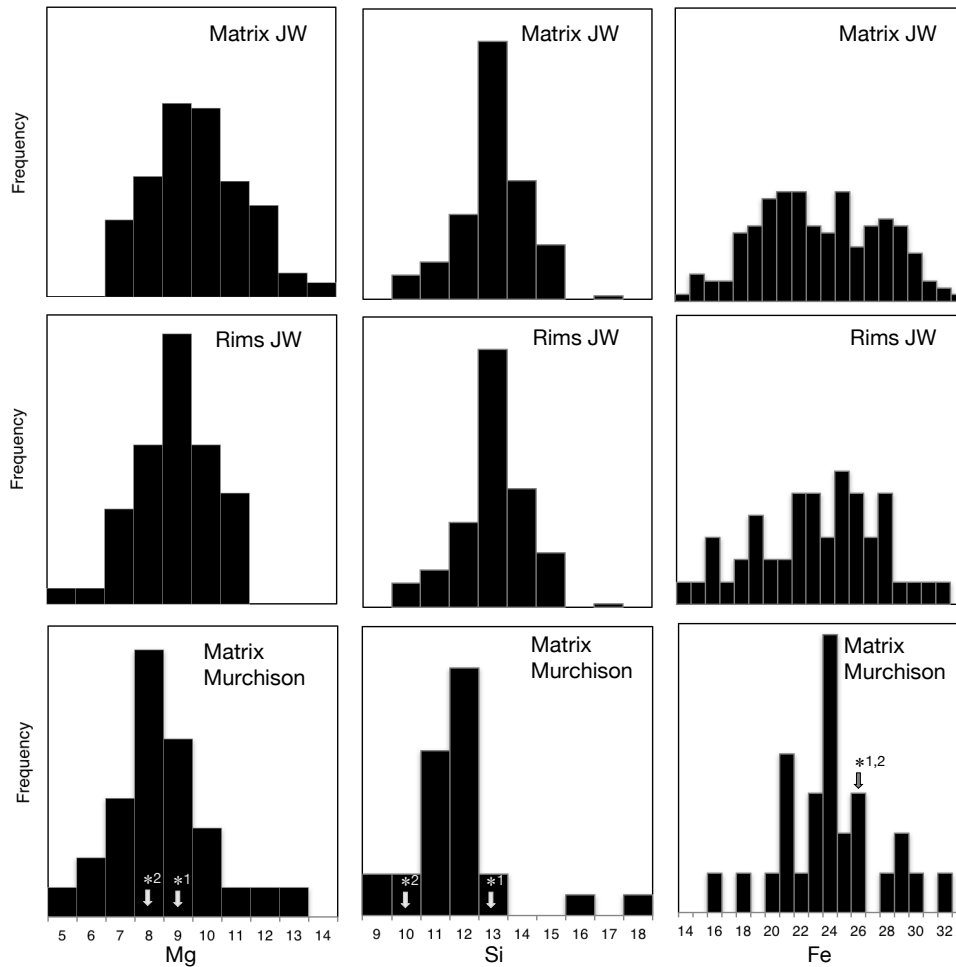 Matrix JW
Matrix JW
Matrix JW
Frequency
Rims JW
Rims JW
Rims JW
Frequency
Matrix
Murchison
Matrix
Murchison
Matrix
Murchison
Frequency
*1,2
*2 *1
*2 *1
5 6 7 8 9 10 11 12 13 14
9 10 11 12 13 14 15 16 17 18
14 16 18 20 22 24 26 28 30 32
Mg
Si
Fe